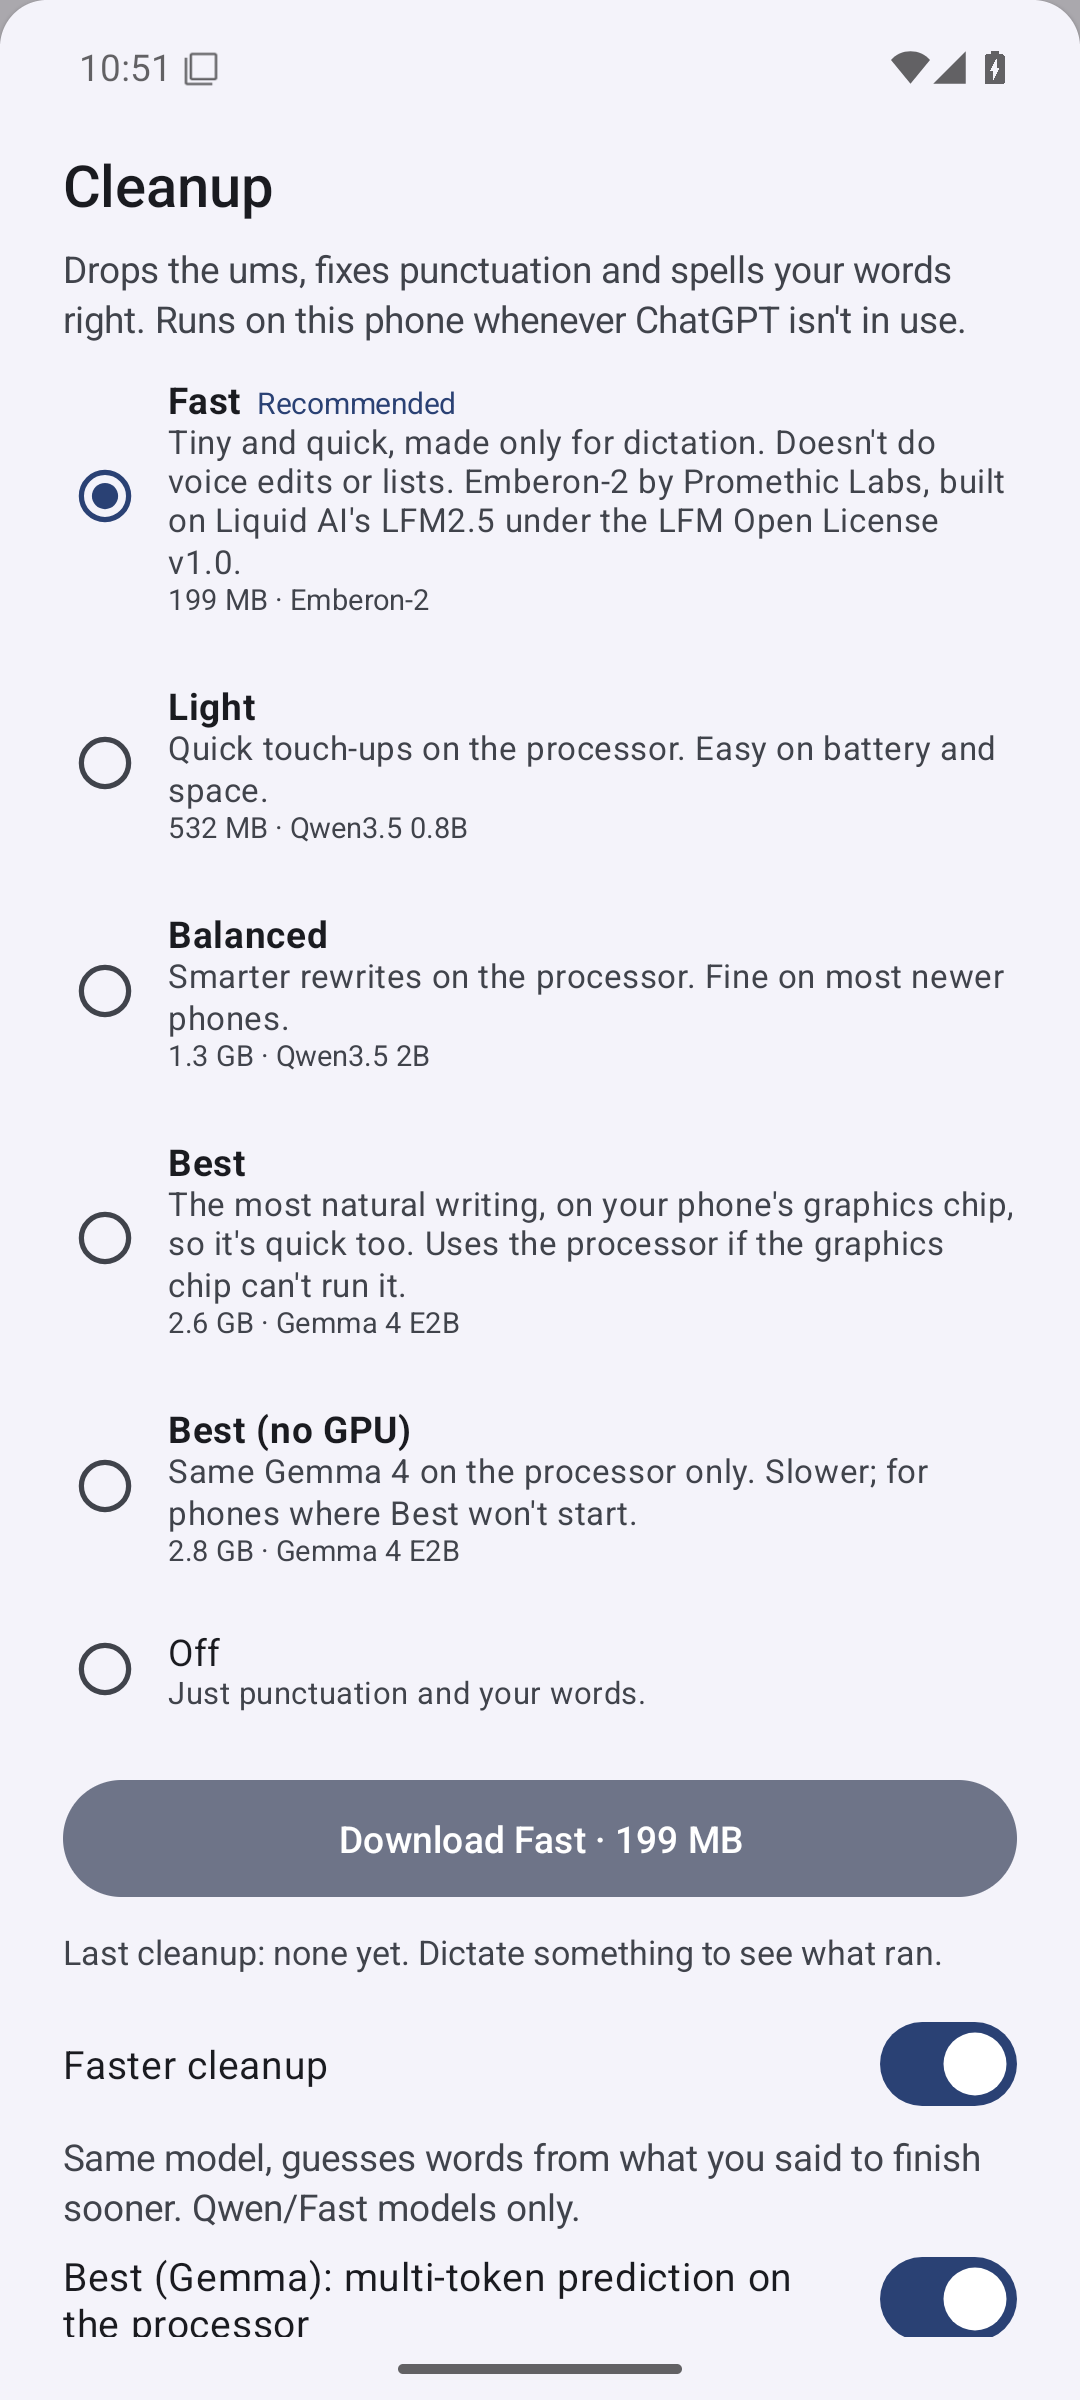 10:51
Cleanup
Drops the ums, fixes punctuation and spells your words
right. Runs on this phone whenever ChatGPT isn't in use.
Fast Recommended
Tiny and quick, made only for dictation. Doesn't do
voice edits or lists. Emberon-2 by Promethic Labs, built
on Liquid AI's LFM2.5 under the LFM Open License
v1.0.
199 MB · Emberon-2
Light
Quick touch-ups on the processor. Easy on battery and
space.
532 MB · Qwen3.5 0.8B
Balanced
Smarter rewrites on the processor. Fine on most newer
phones.
1.3 GB · Qwen3.5 2B
Best
The most natural writing, on your phone's graphics chip,
so it's quick too. Uses the processor if the graphics
chip can't run it.
2.6 GB · Gemma 4 E2B
Best (no GPU)
Same Gemma 4 on the processor only. Slower; for
phones where Best won't start.
2.8 GB · Gemma 4 E2B
Off
Just punctuation and your words.
Download Fast · 199 MB
Last cleanup: none yet. Dictate something to see what ran.
Faster cleanup
Same model, guesses words from what you said to finish
sooner. Qwen/Fast models only.
Best (Gemma): multi-token prediction on
the processor